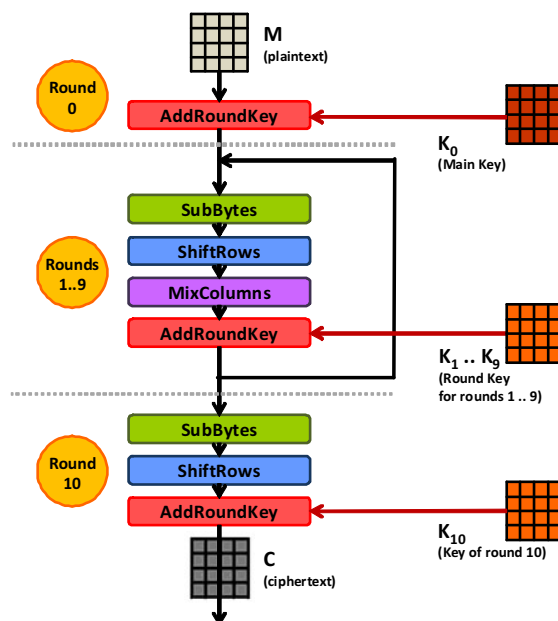 M
(plaintext)
Round
0
AddRoundKey
K0
(Main Key)
SubBytes
ShiftRows
Rounds
1..9
MixColumns
AddRoundKey
K1 .. K9
(Round Key
for rounds 1 .. 9)
SubBytes
Round
10
ShiftRows
AddRoundKey
K10
(Key of round 10)
C
(ciphertext)